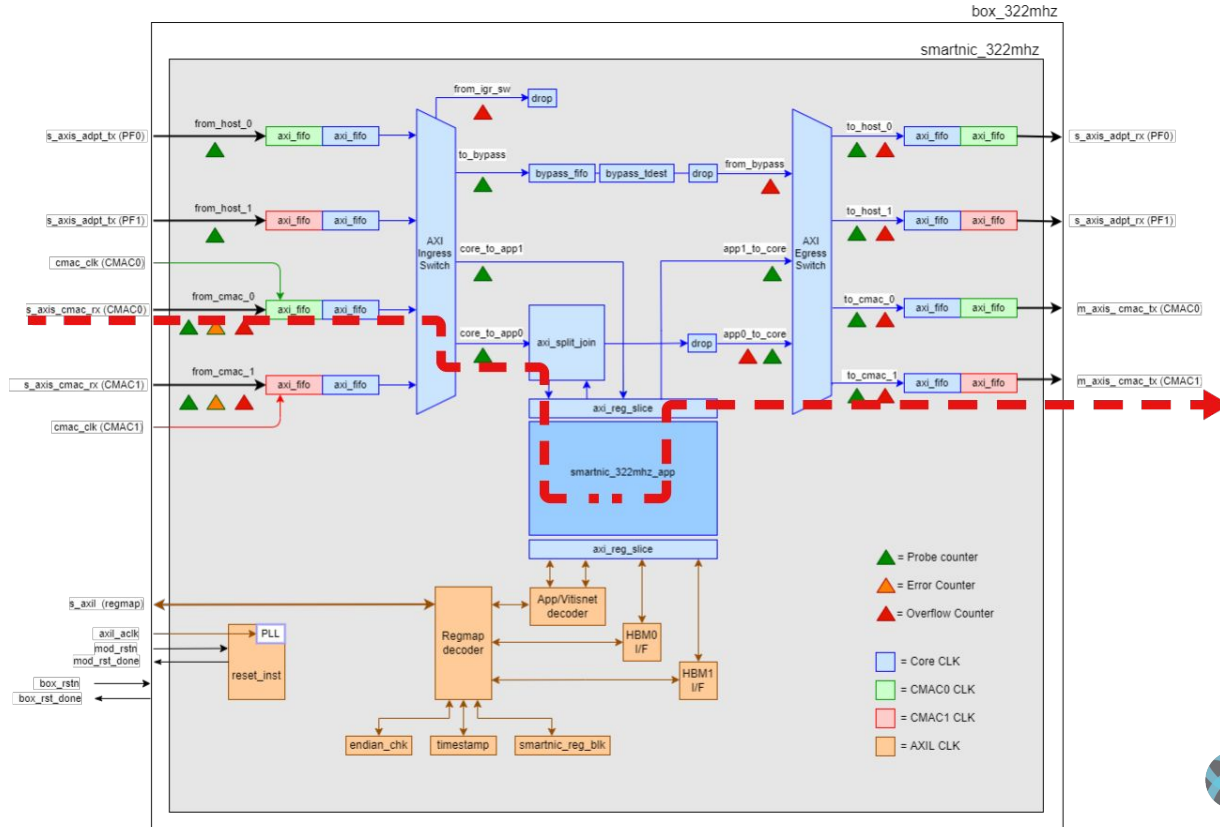 box_322mhz
smartnic_322mhz
from_igr_sw
drop
from_host_0
s_axis_adpt_tx (PF0)
axi_fifo
axi_fifo
to_bypass
bypass_fifo
bypass_tdest
drop
from_bypass
to_host_0
axi_fifo
axi_fifo
s_axis_adpt_rx (PF0)
from_host_1
s_axis_adpt_tx (PF1)
axi_fifo
axi_fifo
AXI
Ingress
Switch
core_to_app1
app1_to_core
AXI
Egress
Switch
to_host_1
axi_fifo
axi_fifo
s_axis_adpt_rx (PF1)
cmac_clk (CMAC0)
from_cmac_0
s_axis_cmac_rx (CMAC0)
axi_fifo
axi_fifo
core_to_app0
axi_split_join
drop
app0_to_core
to_cmac_0
axi_fifo
axi_fifo
m_axis_cmac_tx (CMAC0)
from_cmac_1
s_axis_cmac_rx (CMAC1)
axi_fifo
axi_fifo
to_cmac_1
axi_fifo
axi_fifo
m_axis_cmac_tx (CMAC1)
cmac_clk (CMAC1)
axi_reg_slice
smartnic_322mhz_app
axi_reg_slice
= Probe counter
= Error Counter
= Overflow Counter
s_axil (regmap)
App/Vitisnet
decoder
axil_aclk
PLL
mod_rstn
mod_rst_done
reset_inst
Regmap
decoder
HBM0
I/F
HBM1
I/F
box_rstn
box_rst_done
endian_chk
timestamp
smartnic_reg_blk
= Core CLK
= CMAC0 CLK
= CMAC1 CLK
= AXIL CLK